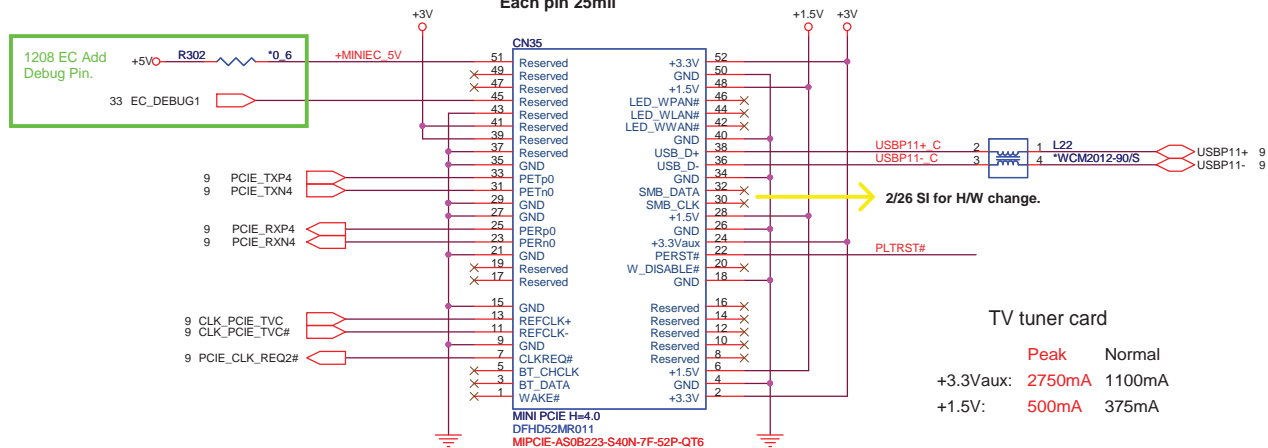 Each pin 25mil
+3V
+1.5V +3V
1208 EC Add
Debug Pin.
+5V R302 *0_6 +MINIEC_5V
33 EC_DEBUG1
CN35
51 Reserved +3.3V 52
49 Reserved GND 50
47 Reserved +1.5V 48
45 Reserved LED_WPAN# 46
43 Reserved LED_WLAN# 44
41 Reserved LED_WWAN# 42
39 Reserved GND 40
37 Reserved USB_D+ 38
35 GND USB_D- 36
33 PETp0 GND 34
31 PETn0 SMB_DATA 32
29 GND SMB_CLK 30
27 GND +1.5V 28
25 PERp0 GND 26
23 PERn0 +3.3Vaux 24
21 GND PERST# 22
19 Reserved W_DISABLE# 20
17 Reserved GND 18
15 GND Reserved 16
13 REFCLK+ Reserved 14
11 REFCLK- Reserved 12
9 GND Reserved 10
7 CLKREQ# Reserved 8
5 BT_CHCLK +1.5V 6
3 BT_DATA GND 4
1 WAKE# +3.3V 2
9 PCIE_TXP4
9 PCIE_TXN4
9 PCIE_RXP4
9 PCIE_RXN4
9 CLK_PCIE_TVC
9 CLK_PCIE_TVC#
9 PCIE_CLK_REQ2#
MINI PCIE H=4.0
DFHD52MR011
MIPCIE-AS0B223-S40N-7F-52P-QT6
USBP11+_C 2 1 L22 USBP11+ 9
USBP11-_C 3 4 *WCM2012-90/S USBP11- 9
2/26 SI for H/W change.
PLTRST#
TV tuner card
Peak Normal
+3.3Vaux: 2750mA 1100mA
+1.5V: 500mA 375mA